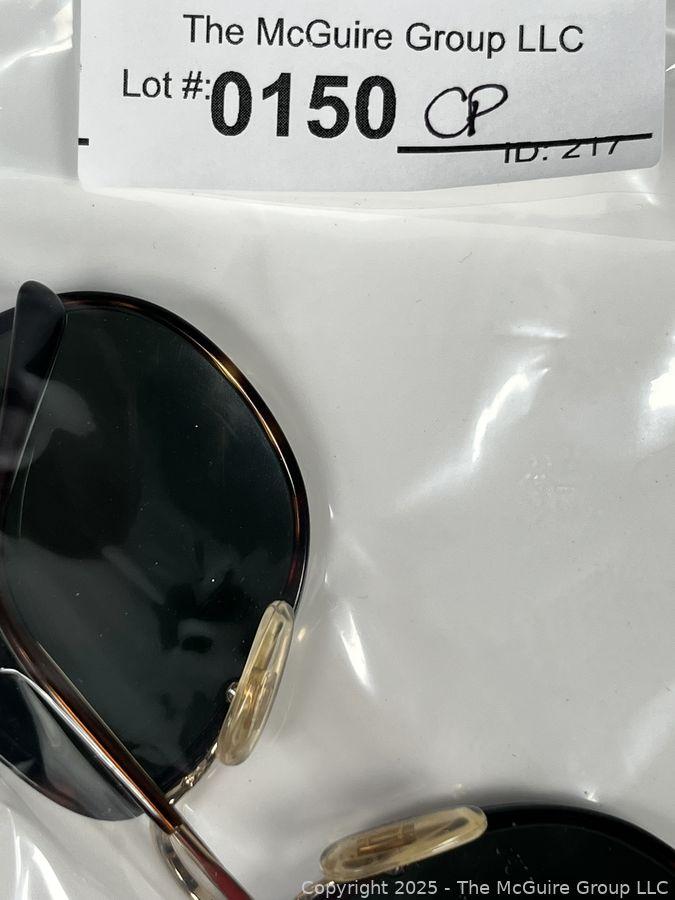 The McGuire Group LLC
Lot #: 0150 CP
ID: 217
Copyright 2025 - The McGuire Group LLC